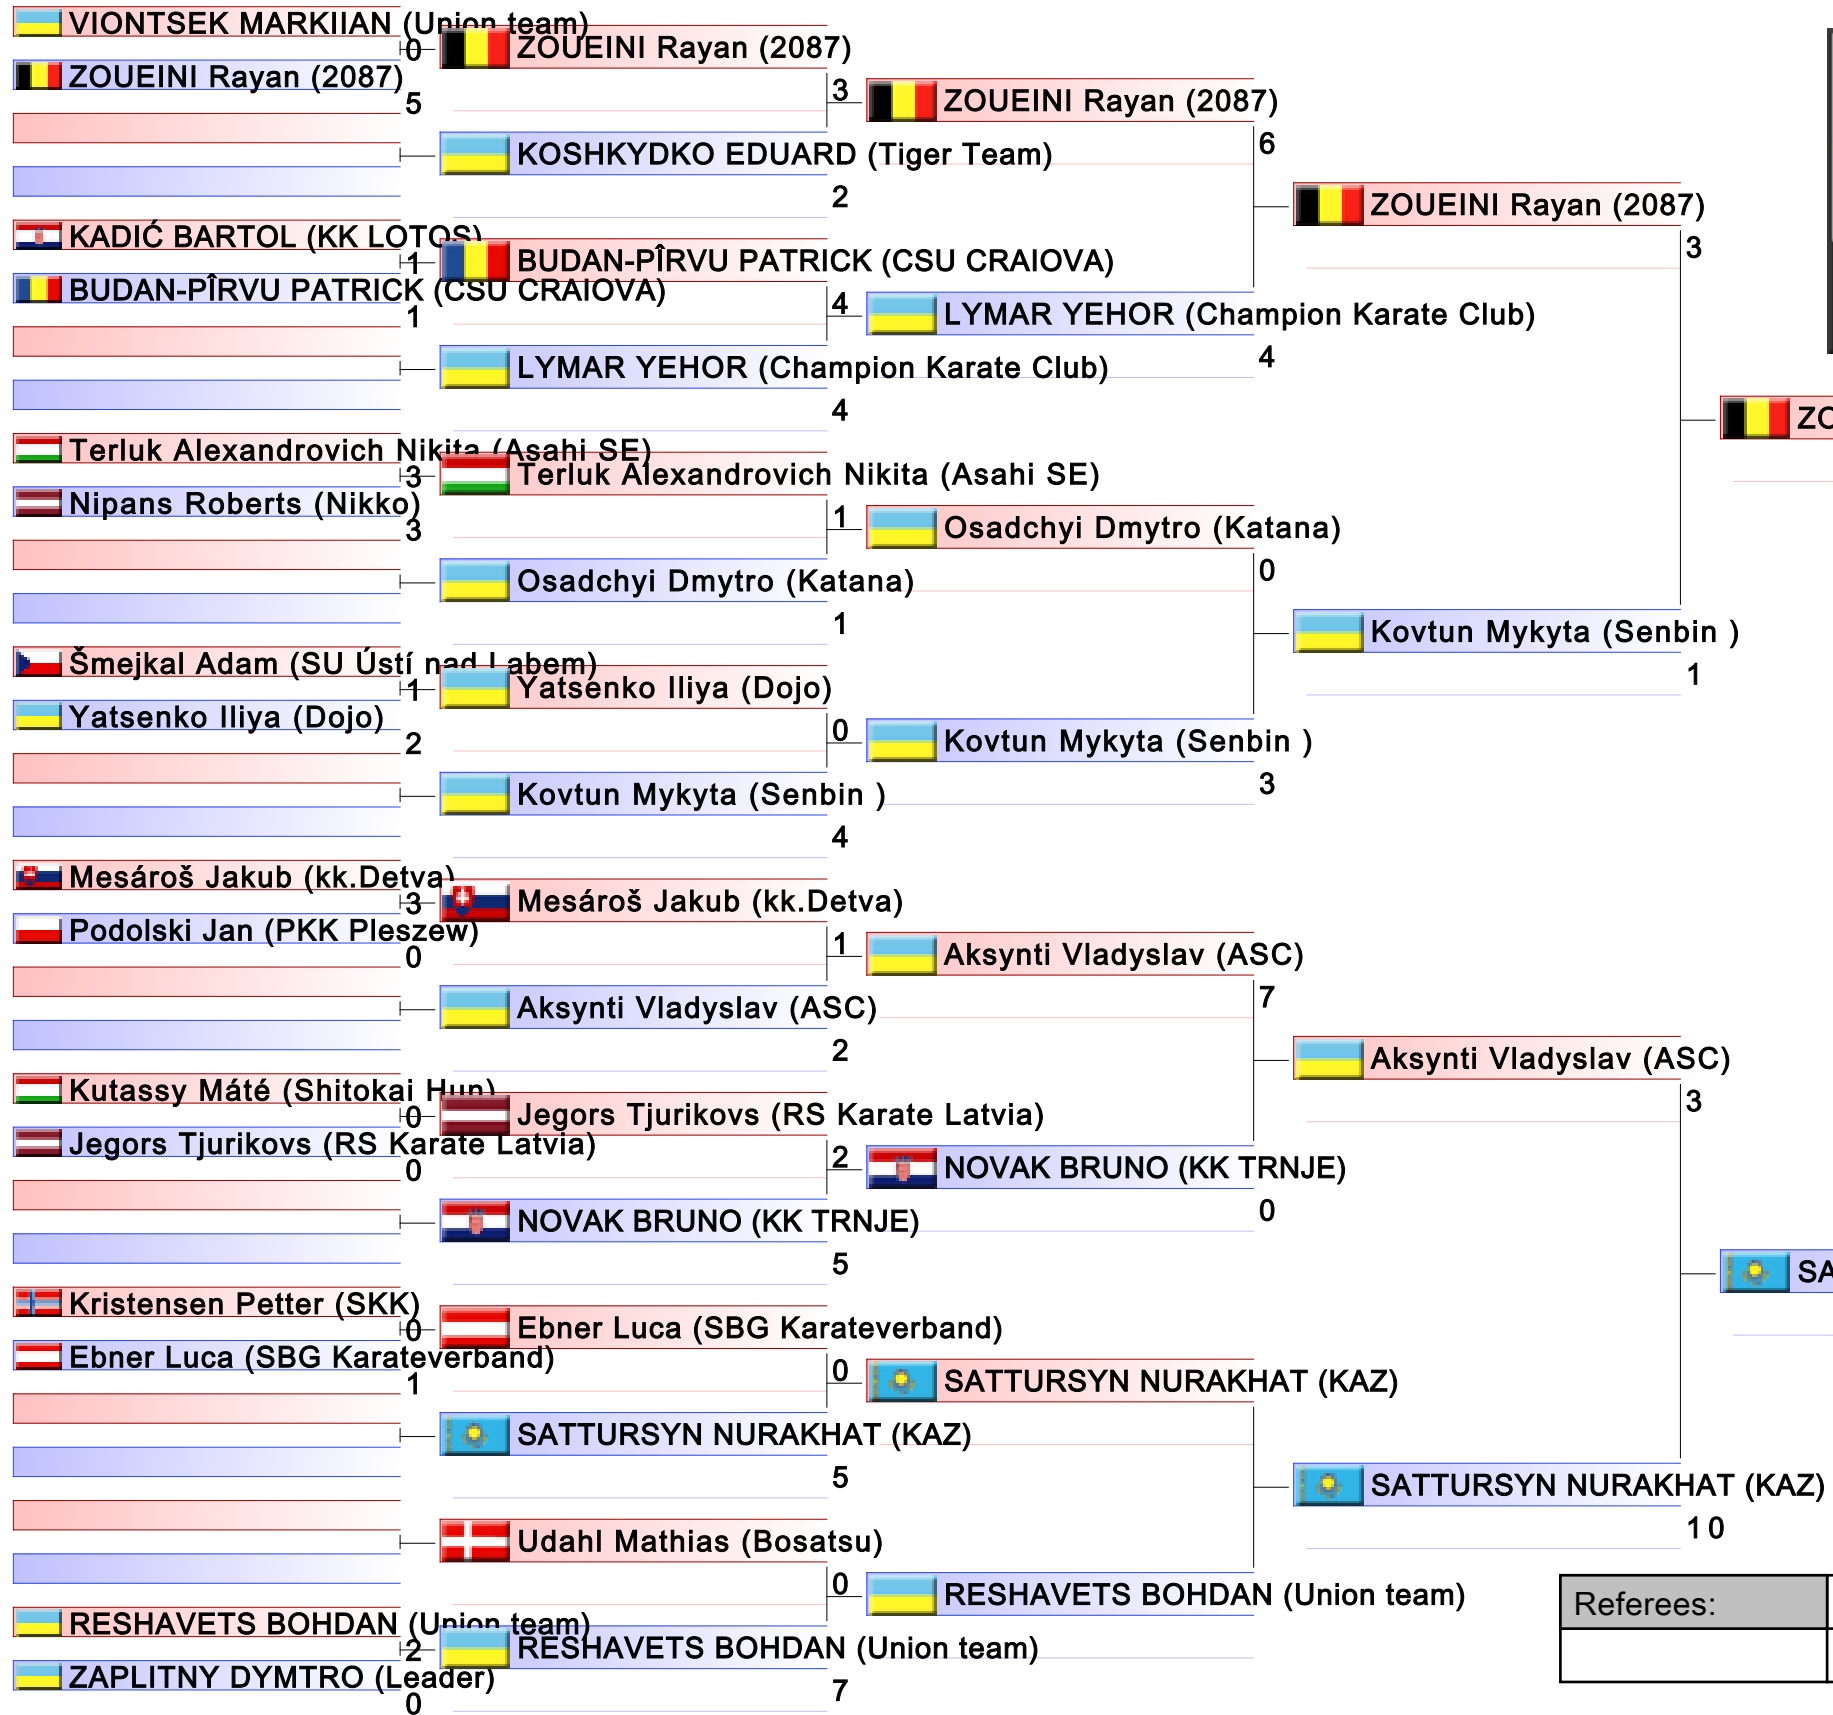 VIONTSEK MARKIIAN (Union team)
0
ZOUEINI Rayan (2087)
5
KADIĆ BARTOL (KK LOTOS)
1
BUDAN-PÎRVU PATRICK (CSU CRAIOVA)
1
Terluk Alexandrovich Nikita (Asahi SE)
3
Nipans Roberts (Nikko)
3
Šmejkal Adam (SU Ústí nad Labem)
1
Yatsenko Iliya (Dojo)
2
Mesároš Jakub (kk.Detva)
3
Podolski Jan (PKK Pleszew)
0
Kutassy Máté (Shitokai Hun)
0
Jegors Tjurikovs (RS Karate Latvia)
0
Kristensen Petter (SKK)
0
Ebner Luca (SBG Karateverband)
1
RESHAVETS BOHDAN (Union team)
2
ZAPLITNY DYMTRO (Leader)
0
ZOUEINI Rayan (2087)
3
KOSHKYDKO EDUARD (Tiger Team)
2
BUDAN-PÎRVU PATRICK (CSU CRAIOVA)
4
LYMAR YEHOR (Champion Karate Club)
4
Terluk Alexandrovich Nikita (Asahi SE)
1
Osadchyi Dmytro (Katana)
1
Yatsenko Iliya (Dojo)
0
Kovtun Mykyta (Senbin )
4
Mesároš Jakub (kk.Detva)
1
Aksynti Vladyslav (ASC)
2
Jegors Tjurikovs (RS Karate Latvia)
2
NOVAK BRUNO (KK TRNJE)
5
Ebner Luca (SBG Karateverband)
0
SATTURSYN NURAKHAT (KAZ)
5
Udahl Mathias (Bosatsu)
0
RESHAVETS BOHDAN (Union team)
7
ZOUEINI Rayan (2087)
6
LYMAR YEHOR (Champion Karate Club)
4
Osadchyi Dmytro (Katana)
0
Kovtun Mykyta (Senbin )
3
Aksynti Vladyslav (ASC)
7
NOVAK BRUNO (KK TRNJE)
0
SATTURSYN NURAKHAT (KAZ)
RESHAVETS BOHDAN (Union team)
ZOUEINI Rayan (2087)
3
Kovtun Mykyta (Senbin )
1
Aksynti Vladyslav (ASC)
3
SATTURSYN NURAKHAT (KAZ)
10
ZO
SA
Referees: